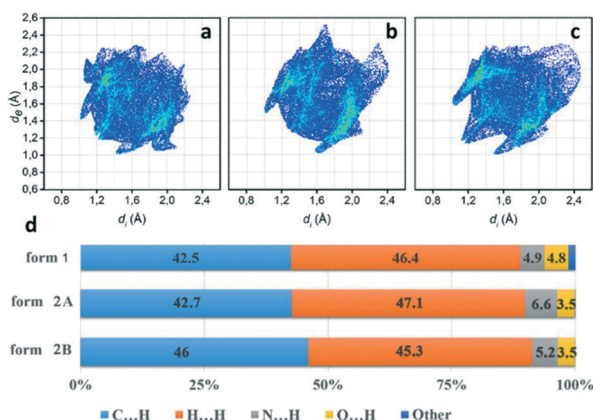 a b c
2,6 2,4 2,2 2,0 1,8 1,6 1,4 1,2 1,0 0,8 0,6
de (Å)
0,8 1,2 1,6 2,0 2,4 0,8 1,2 1,6 2,0 2,4 0,8 1,2 1,6 2,0 2,4
di (Å) di (Å) di (Å)
d
form 1 42.5 46.4 4.9 4.8
form 2A 42.7 47.1 6.6 3.5
form 2B 46 45.3 5.2 3.5
0% 25% 50% 75% 100%
C...H H...H N...H O...H Other